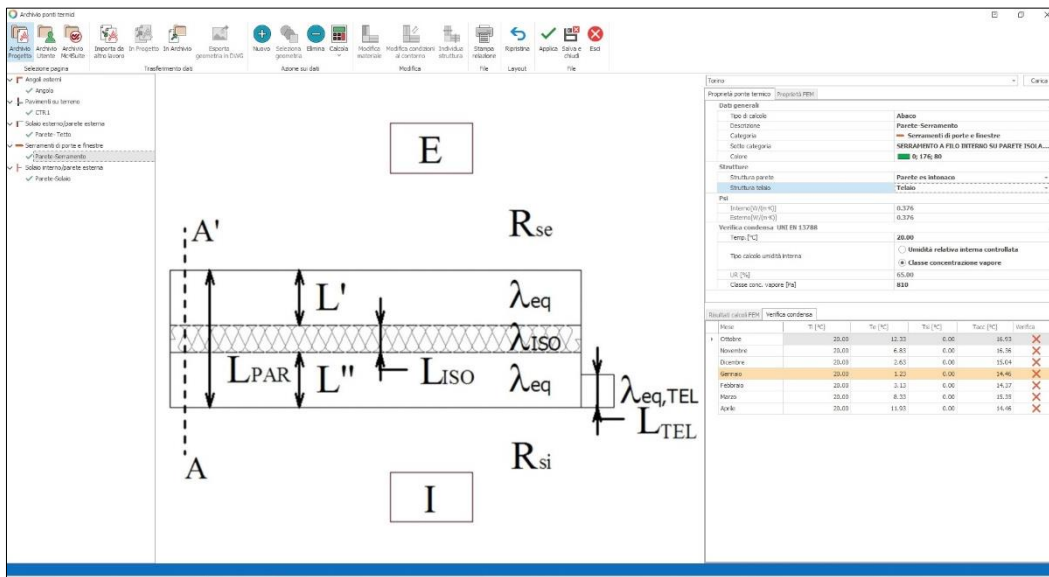 Archivio ponti termici
Archivio Progetto
Archivio Utente
Archivio Mc4Suite
Importa da altro lavoro
In Progetto
In Archivio
Esporta geometria in DWG
Nuovo
Seleziona geometria
Elimina
Calcola
Modifica materiale
Modifica condizioni al contorno
Individua struttura
Stampa relazione
Ripristina
Applica
Salva e chiudi
Esci
Selezione pagina
Trasferimento dati
Azione su dati
Modifica
File
Layout
File
Angoli esterni
Angolo
Pavimenti su terreno
CTR1
Solaio esterno/parete esterna
Parete-Tetto
Serramenti di porte e finestre
Parete-Serramento
Solaio interno/parete esterna
Parete-Solaio
E
Rse
A'
L' λeq
λISO
LPAR L'' LISO λeq
λeq,TEL
LTEL
A
Rsi
I
Torino
Carica
Proprietà ponte termico Proprietà FEM
Dati generali
Tipo di calcolo Abaco
Descrizione Parete-Serramento
Categoria Serramenti di porte e finestre
Sotto categoria SERRAMENTO A FILO INTERNO SU PARETE ISOLA...
Colore 0; 176; 80
Strutture
Struttura parete Parete es intonaco
Struttura telaio Telaio
Psi
Interno[W/(m·K)] 0.376
Esterno[W/(m·K)] 0.376
Verifica condensa UNI EN 13788
Temp. [°C] 20.00
Tipo calcolo umidità interna
Umidità relativa interna controllata
Classe concentrazione vapore
UR [%] 65.00
Classe conc. vapore [Pa] 810
Risultati calcoli FEM Verifica condensa
Mese Ti [°C] Te [°C] Tsi [°C] Tacc [°C] Verifica
Ottobre 20.00 12.33 0.00 16.93
Novembre 20.00 6.83 0.00 16.36
Dicembre 20.00 2.63 0.00 15.04
Gennaio 20.00 1.23 0.00 14.46
Febbraio 20.00 3.13 0.00 14.37
Marzo 20.00 8.33 0.00 15.35
Aprile 20.00 11.93 0.00 14.46